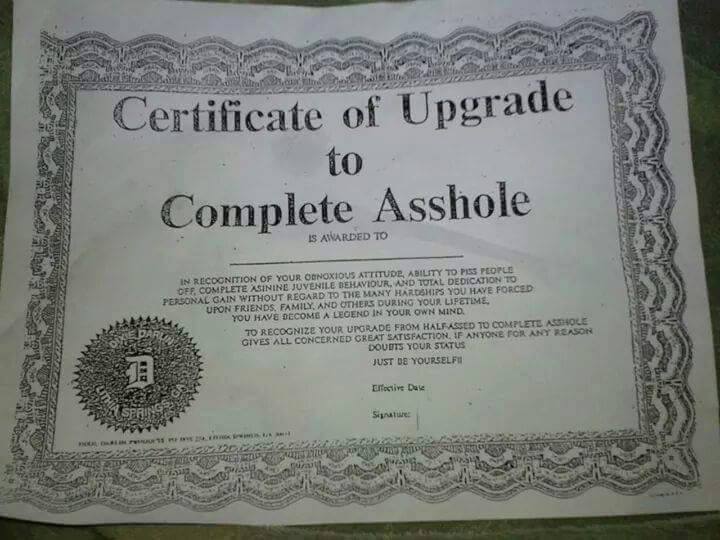 Certificate of Upgrade
to
Complete Asshole
IS AWARDED TO
IN RECOGNITION OF YOUR OBNOXIOUS ATTITUDE, ABILITY TO PISS PEOPLE
OFF, COMPLETE ASININE JUVENILE BEHAVIOUR, AND TOTAL DEDICATION TO
PERSONAL GAIN WITHOUT REGARD TO THE MANY HARDSHIPS YOU HAVE FORCED
UPON FRIENDS, FAMILY, AND OTHERS DURING YOUR LIFETIME,
YOU HAVE BECOME A LEGEND IN YOUR OWN MIND.
TO RECOGNIZE YOUR UPGRADE FROM HALF-ASSED TO COMPLETE ASSHOLE
GIVES ALL CONCERNED GREAT SATISFACTION, IF ANYONE FOR ANY REASON
DOUBTS YOUR STATUS
JUST BE YOURSELF!!
Effective Date
Signature:
D
SPRINGS, GA